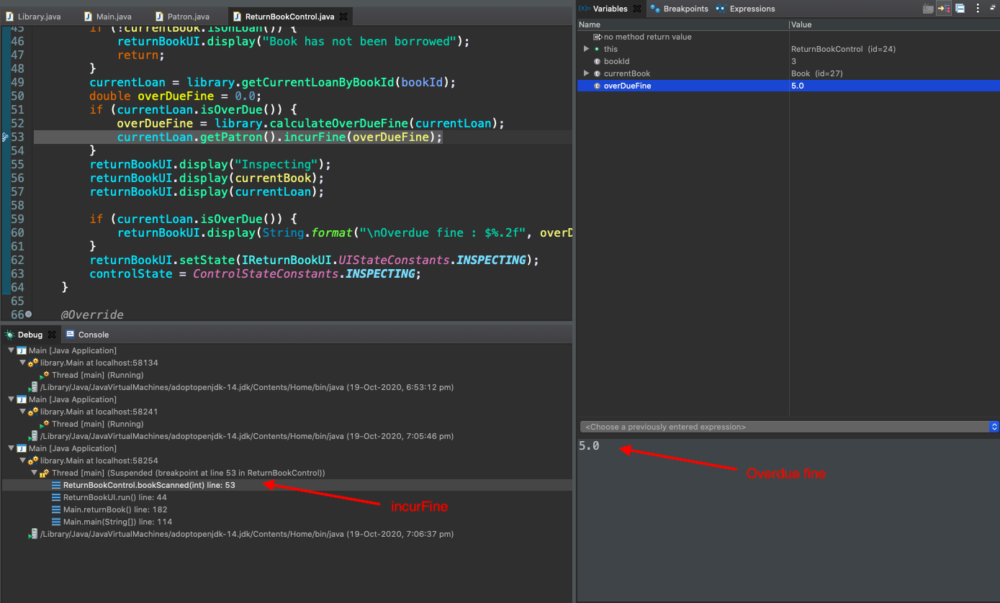 Library.java Main.java Patron.java ReturnBookControl.java
45 if (!currentBook.isOnLoan()) {
46 returnBookUI.display("Book has not been borrowed");
47 return;
48 }
49 currentLoan = library.getCurrentLoanByBookId(bookId);
50 double overDueFine = 0.0;
51 if (currentLoan.isOverDue()) {
52 overDueFine = library.calculateOverDueFine(currentLoan);
53 currentLoan.getPatron().incurFine(overDueFine);
54 }
55 returnBookUI.display("Inspecting");
56 returnBookUI.display(currentBook);
57 returnBookUI.display(currentLoan);
58
59 if (currentLoan.isOverDue()) {
60 returnBookUI.display(String.format("\nOverdue fine : $%.2f", overD
61 }
62 returnBookUI.setState(IReturnBookUI.UIStateConstants.INSPECTING);
63 controlState = ControlStateConstants.INSPECTING;
64 }
65
66 @Override
Debug Console
Main [Java Application]
library.Main at localhost:58134
Thread [main] (Running)
/Library/Java/JavaVirtualMachines/adoptopenjdk-14.jdk/Contents/Home/bin/java (19-Oct-2020, 6:53:12 pm)
Main [Java Application]
library.Main at localhost:58241
Thread [main] (Running)
/Library/Java/JavaVirtualMachines/adoptopenjdk-14.jdk/Contents/Home/bin/java (19-Oct-2020, 7:05:46 pm)
Main [Java Application]
library.Main at localhost:58254
Thread [main] (Suspended (breakpoint at line 53 in ReturnBookControl))
ReturnBookControl.bookScanned(int) line: 53
ReturnBookUI.run() line: 44
Main.returnBook() line: 182
Main.main(String[]) line: 114
/Library/Java/JavaVirtualMachines/adoptopenjdk-14.jdk/Contents/Home/bin/java (19-Oct-2020, 7:06:37 pm)
incurFine
(x)= Variables Breakpoints Expressions
Name Value
no method return value
this ReturnBookControl (id=24)
bookId 3
currentBook Book (id=27)
overDueFine 5.0
<Choose a previously entered expression>
5.0
Overdue fine